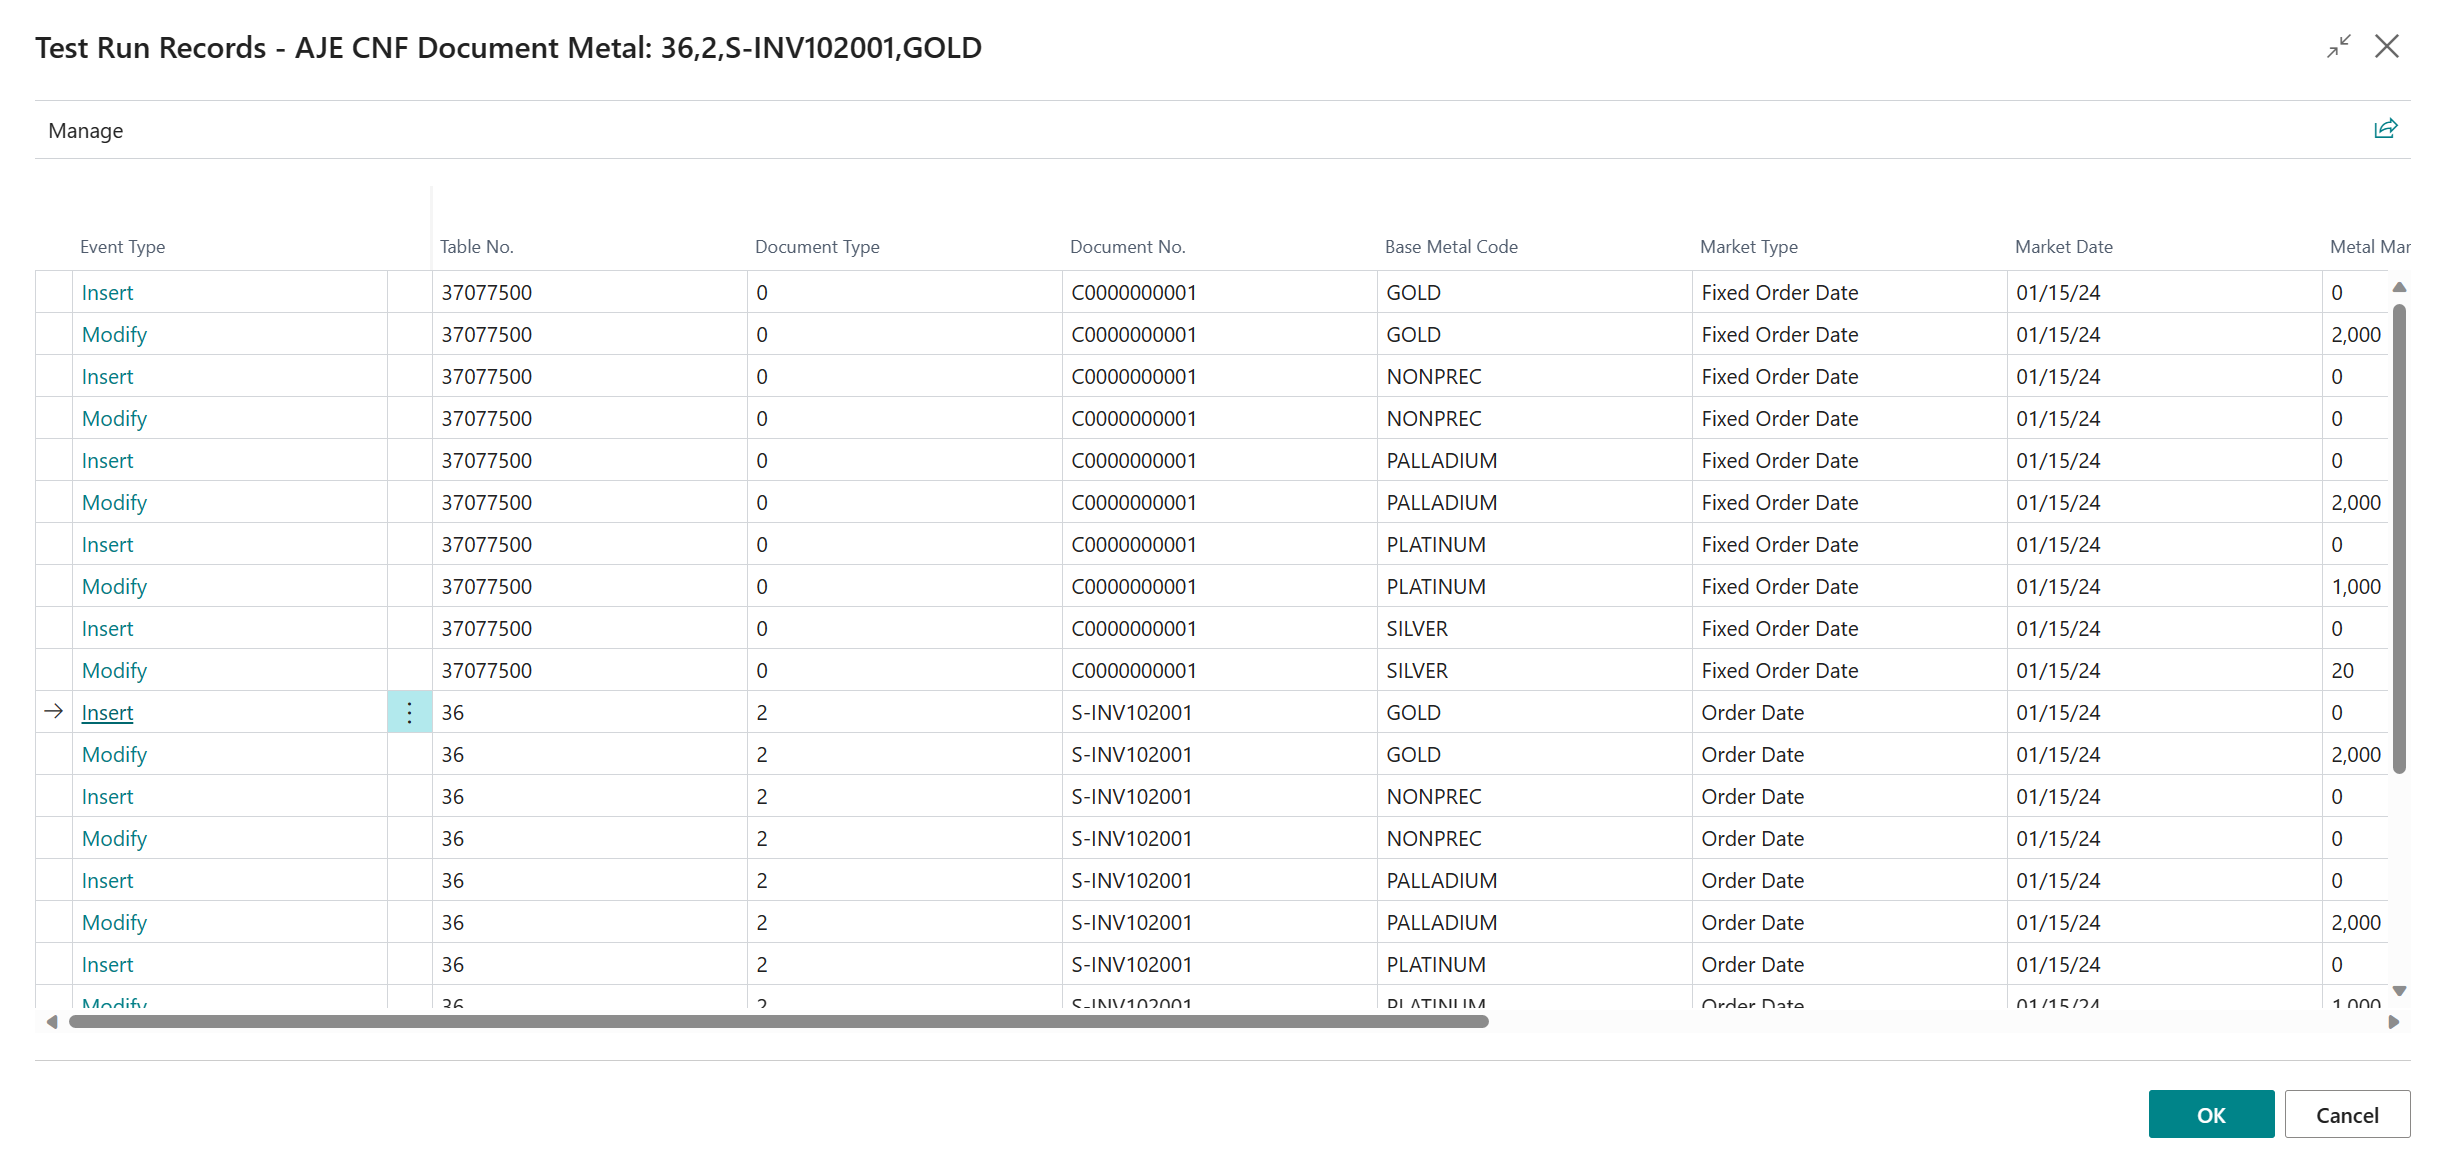 Test Run Records - AJE CNF Document Metal: 36,2,S-INV102001,GOLD
Manage
Event Type Table No. Document Type Document No. Base Metal Code Market Type Market Date Metal Mar
Insert 37077500 0 C0000000001 GOLD Fixed Order Date 01/15/24 0
Modify 37077500 0 C0000000001 GOLD Fixed Order Date 01/15/24 2,000
Insert 37077500 0 C0000000001 NONPREC Fixed Order Date 01/15/24 0
Modify 37077500 0 C0000000001 NONPREC Fixed Order Date 01/15/24 0
Insert 37077500 0 C0000000001 PALLADIUM Fixed Order Date 01/15/24 0
Modify 37077500 0 C0000000001 PALLADIUM Fixed Order Date 01/15/24 2,000
Insert 37077500 0 C0000000001 PLATINUM Fixed Order Date 01/15/24 0
Modify 37077500 0 C0000000001 PLATINUM Fixed Order Date 01/15/24 1,000
Insert 37077500 0 C0000000001 SILVER Fixed Order Date 01/15/24 0
Modify 37077500 0 C0000000001 SILVER Fixed Order Date 01/15/24 20
Insert 36 2 S-INV102001 GOLD Order Date 01/15/24 0
Modify 36 2 S-INV102001 GOLD Order Date 01/15/24 2,000
Insert 36 2 S-INV102001 NONPREC Order Date 01/15/24 0
Modify 36 2 S-INV102001 NONPREC Order Date 01/15/24 0
Insert 36 2 S-INV102001 PALLADIUM Order Date 01/15/24 0
Modify 36 2 S-INV102001 PALLADIUM Order Date 01/15/24 2,000
Insert 36 2 S-INV102001 PLATINUM Order Date 01/15/24 0
Modify 36 2 S-INV102001 PLATINUM Order Date 01/15/24 1,000
OK Cancel